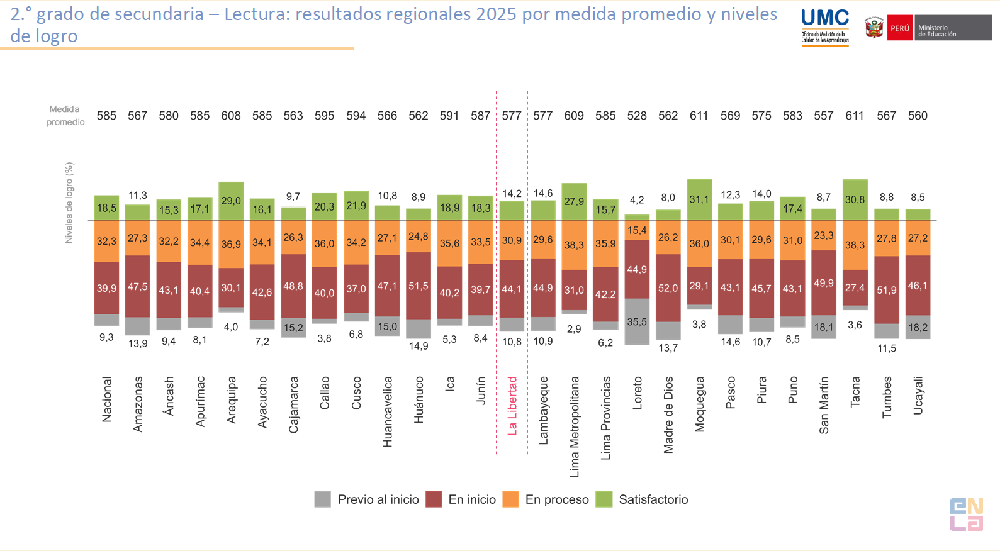 2.° grado de secundaria – Lectura: resultados regionales 2025 por medida promedio y niveles
de logro
UMC
Oficina de Medición de la
Calidad de los Aprendizajes
PERÚ
Ministerio
de Educación
Medida
promedio
585 567 580 585 608 585 563 595 594 566 562 591 587 577 577 609 585 528 562 611 569 575 583 557 611 567 560
Niveles de logro (%)
18,5 11,3 15,3 17,1 29,0 16,1 9,7 20,3 21,9 10,8 8,9 18,9 18,3 14,2 14,6 27,9 15,7 4,2 8,0 31,1 12,3 14,0 17,4 8,7 30,8 8,8 8,5
32,3 27,3 32,2 34,4 36,9 34,1 26,3 36,0 34,2 27,1 24,8 35,6 33,5 30,9 29,6 38,3 35,9 15,4 26,2 36,0 30,1 29,6 31,0 23,3 38,3 27,8 27,2
39,9 47,5 43,1 40,4 30,1 42,6 48,8 40,0 37,0 47,1 51,5 40,2 39,7 44,1 44,9 31,0 42,2 44,9 52,0 29,1 43,1 45,7 43,1 49,9 27,4 51,9 46,1
9,3 13,9 9,4 8,1 4,0 7,2 15,2 3,8 6,8 15,0 14,9 5,3 8,4 10,8 10,9 2,9 6,2 35,5 13,7 3,8 14,6 10,7 8,5 18,1 3,6 11,5 18,2
Nacional
Amazonas
Áncash
Apurímac
Arequipa
Ayacucho
Cajamarca
Callao
Cusco
Huancavelica
Huánuco
Ica
Junín
La Libertad
Lambayeque
Lima Metropolitana
Lima Provincias
Loreto
Madre de Dios
Moquegua
Pasco
Piura
Puno
San Martín
Tacna
Tumbes
Ucayali
Previo al inicio En inicio En proceso Satisfactorio
EN
LA